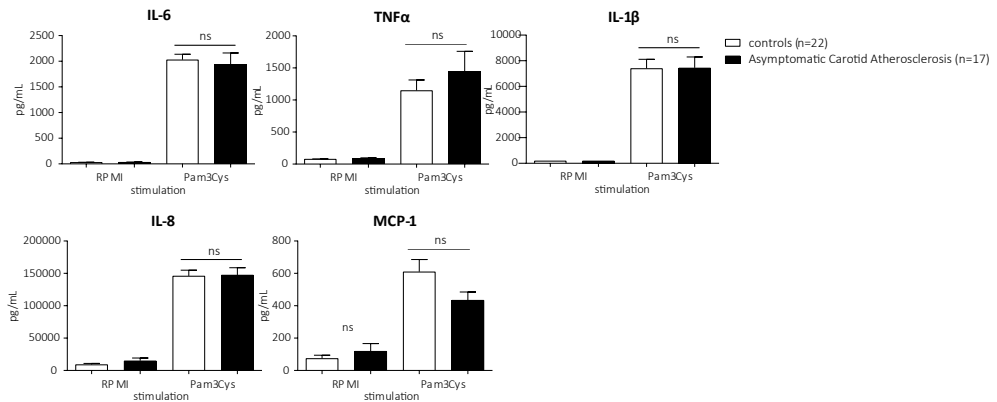 IL-6
2500
2000
1500
1000
500
0
pg/mL
ns
RP MI
Pam3Cys
stimulation
TNFα
1500
1000
500
0
pg/mL
ns
RP MI
Pam3Cys
stimulation
IL-1β
10000
8000
6000
4000
2000
0
pg/mL
ns
RP MI
Pam3Cys
stimulation
controls (n=22)
Asymptomatic Carotid Atherosclerosis (n=17)
IL-8
200000
150000
100000
50000
0
pg/mL
ns
RP MI
Pam3Cys
stimulation
MCP-1
800
600
400
200
0
pg/mL
ns
ns
RP MI
Pam3Cys
stimulation